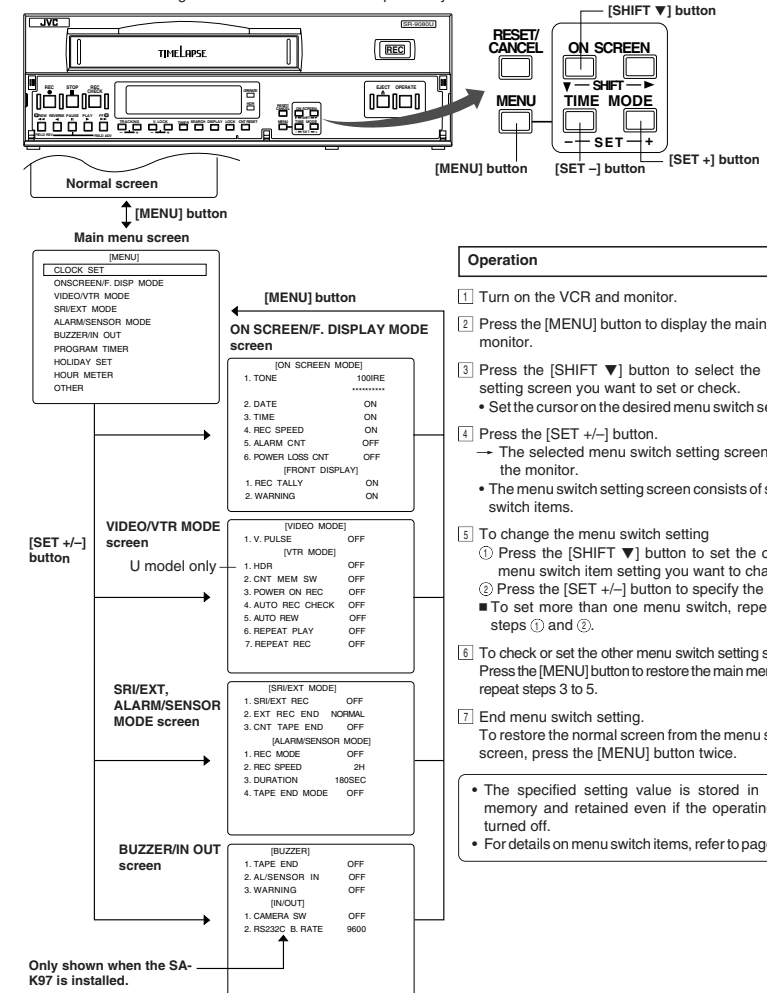 JVC
SR-9080U
TIMELAPSE
REC
REC STOP REC CHECK
EJECT OPERATE
REVERSE PAUSE PLAY
TRACKING V. LOCK TIMER SEARCH DISPLAY LOCK CNT RESET
[SHIFT ▼] button
RESET/CANCEL ON SCREEN
▼ — SHIFT — ►
MENU TIME MODE
– — SET — +
[MENU] button
[SET –] button
[SET +] button
Normal screen
[MENU] button
Main menu screen
[MENU]
CLOCK SET
ONSCREEN/F. DISP MODE
VIDEO/VTR MODE
SRI/EXT MODE
ALARM/SENSOR MODE
BUZZER/IN OUT
PROGRAM TIMER
HOLIDAY SET
HOUR METER
OTHER
[MENU] button
ON SCREEN/F. DISPLAY MODE
screen
[ON SCREEN MODE]
1. TONE 100IRE
**********
2. DATE ON
3. TIME ON
4. REC SPEED ON
5. ALARM CNT OFF
6. POWER LOSS CNT OFF
[FRONT DISPLAY]
1. REC TALLY ON
2. WARNING ON
[SET +/–]
button
VIDEO/VTR MODE
screen
U model only
[VIDEO MODE]
1. V. PULSE OFF
[VTR MODE]
1. HDR OFF
2. CNT MEM SW OFF
3. POWER ON REC OFF
4. AUTO REC CHECK OFF
5. AUTO REW OFF
6. REPEAT PLAY OFF
7. REPEAT REC OFF
SRI/EXT,
ALARM/SENSOR
MODE screen
[SRI/EXT MODE]
1. SRI/EXT REC OFF
2. EXT REC END NORMAL
3. CNT TAPE END OFF
[ALARM/SENSOR MODE]
1. REC MODE OFF
2. REC SPEED 2H
3. DURATION 180SEC
4. TAPE END MODE OFF
BUZZER/IN OUT
screen
[BUZZER]
1. TAPE END OFF
2. AL/SENSOR IN OFF
3. WARNING OFF
[IN/OUT]
1. CAMERA SW OFF
2. RS232C B. RATE 9600
Only shown when the SA-
K97 is installed.
Operation
1 Turn on the VCR and monitor.
2 Press the [MENU] button to display the main
monitor.
3 Press the [SHIFT ▼] button to select the
setting screen you want to set or check.
• Set the cursor on the desired menu switch
4 Press the [SET +/–] button.
→ The selected menu switch setting screen
the monitor.
• The menu switch setting screen consists of
switch items.
5 To change the menu switch setting
① Press the [SHIFT ▼] button to set the
menu switch item setting you want to
② Press the [SET +/–] button to specify the
■ To set more than one menu switch,
steps ① and ②.
6 To check or set the other menu switch setting
Press the [MENU] button to restore the main
repeat steps 3 to 5.
7 End menu switch setting.
To restore the normal screen from the menu
screen, press the [MENU] button twice.
• The specified setting value is stored in
memory and retained even if the
turned off.
• For details on menu switch items, refer to